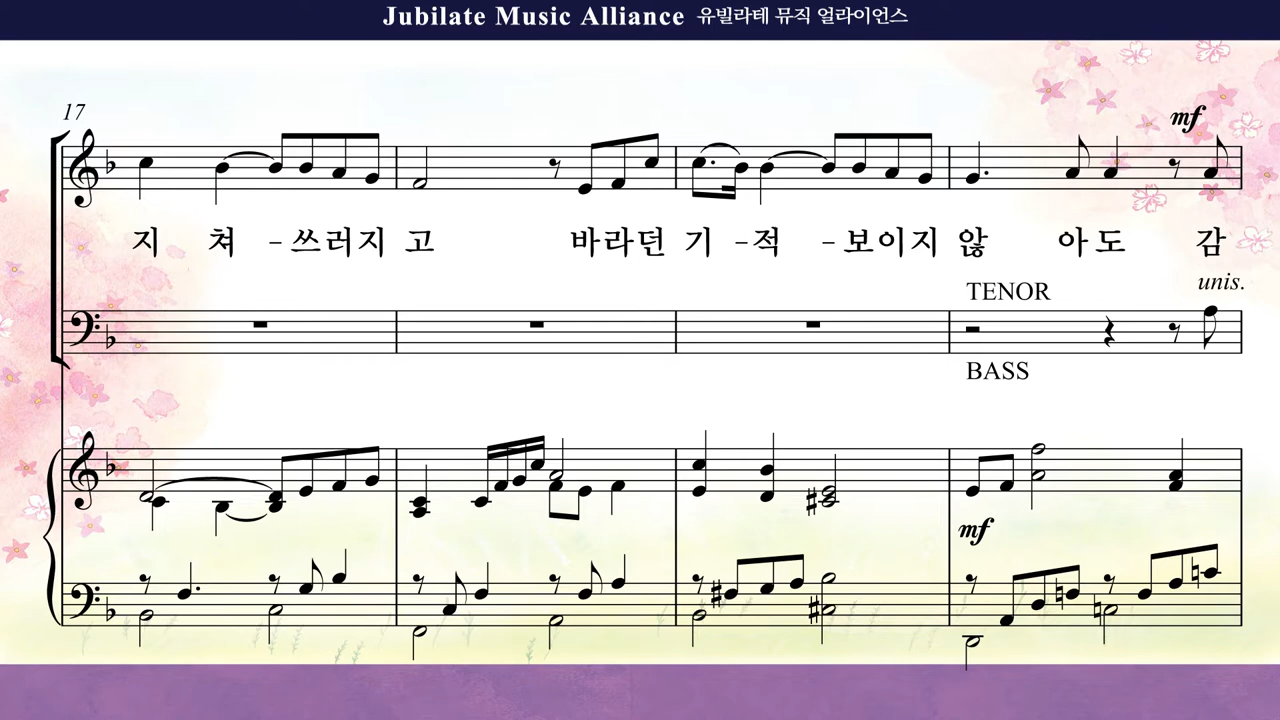 Jubilate Music Alliance 유빌라테 뮤직 얼라이언스
17
mf
지 쳐 - 쓰러지 고 바라던 기 - 적 - 보이지 않 아도 감
unis.
TENOR
BASS
mf